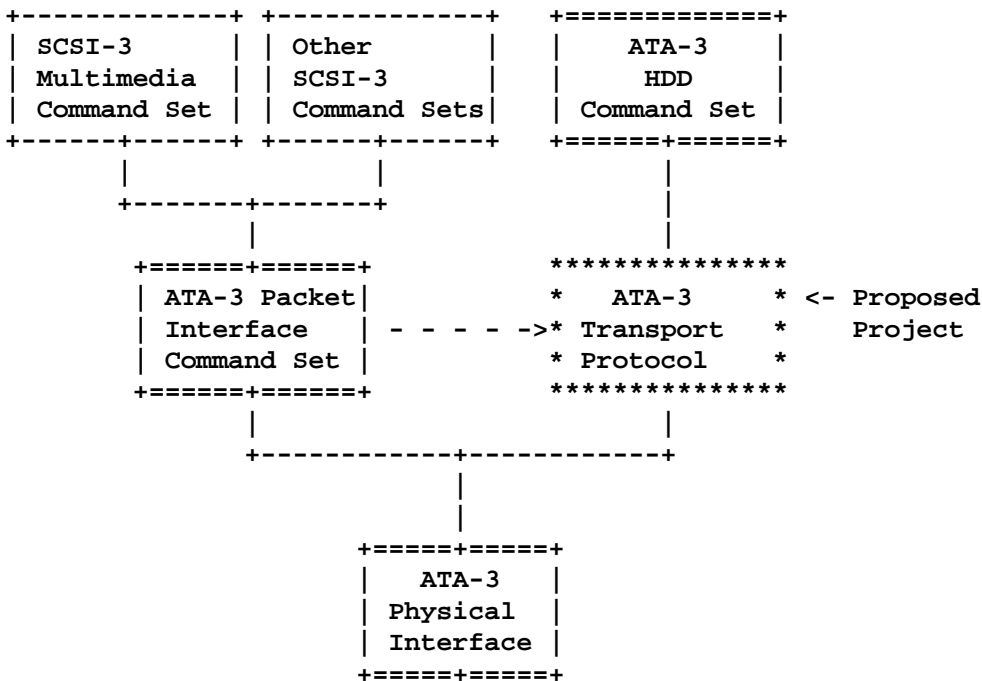 SCSI-3
Multimedia
Command Set
Other
SCSI-3
Command Sets
ATA-3
HDD
Command Set
ATA-3 Packet
Interface
Command Set
ATA-3
Transport
Protocol
<- Proposed
Project
ATA-3
Physical
Interface